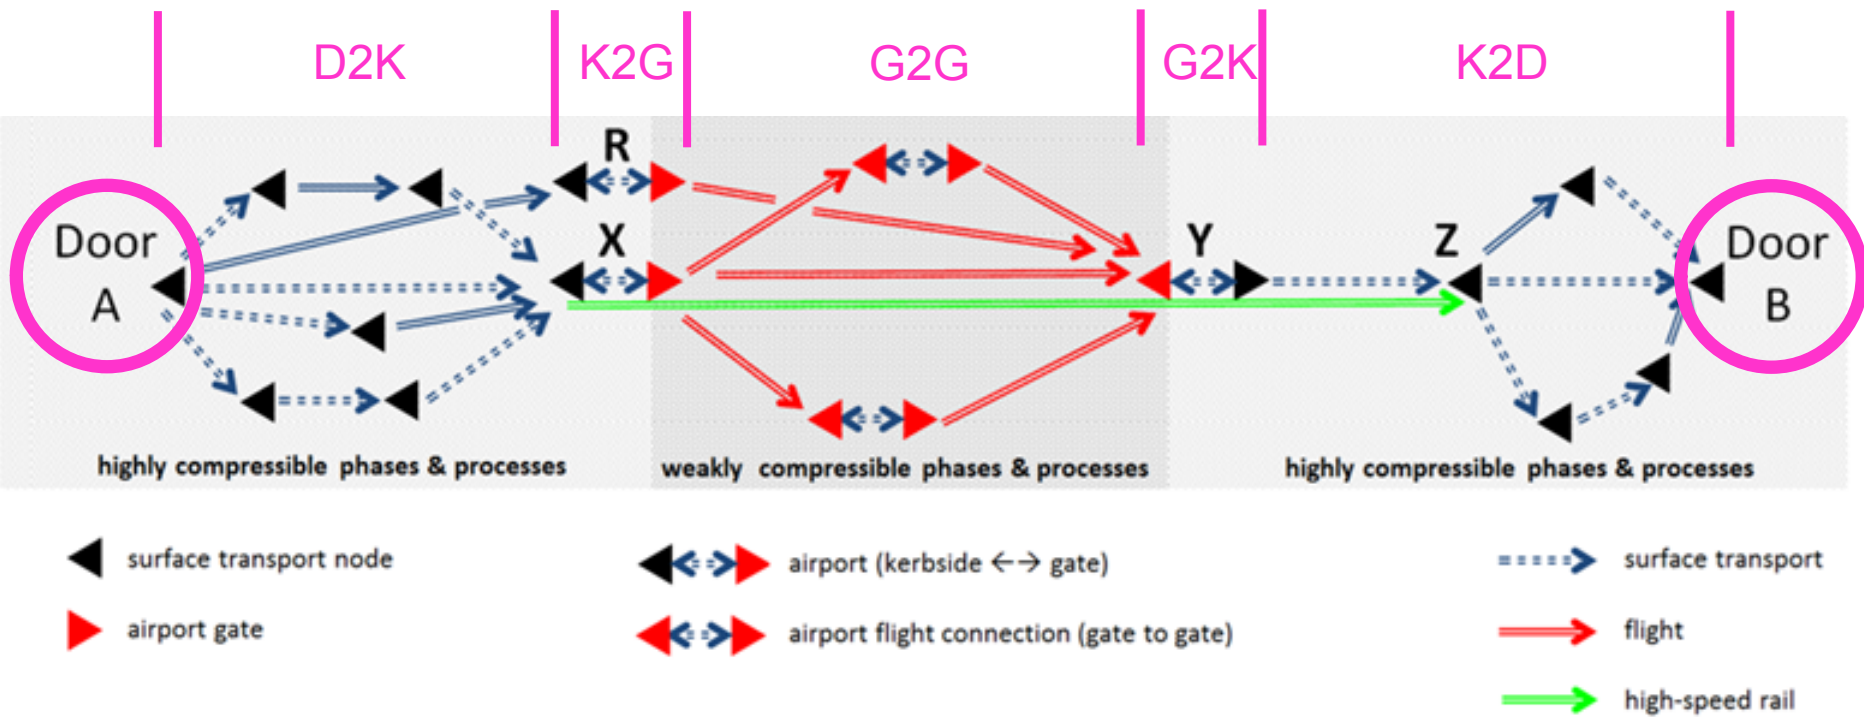 D2K K2G G2G G2K K2D
R
X Y Z
Door
A
Door
B
highly compressible phases & processes
weakly compressible phases & processes
highly compressible phases & processes
surface transport node
airport (kerbside ←→ gate)
surface transport
airport gate
airport flight connection (gate to gate)
flight
high-speed rail